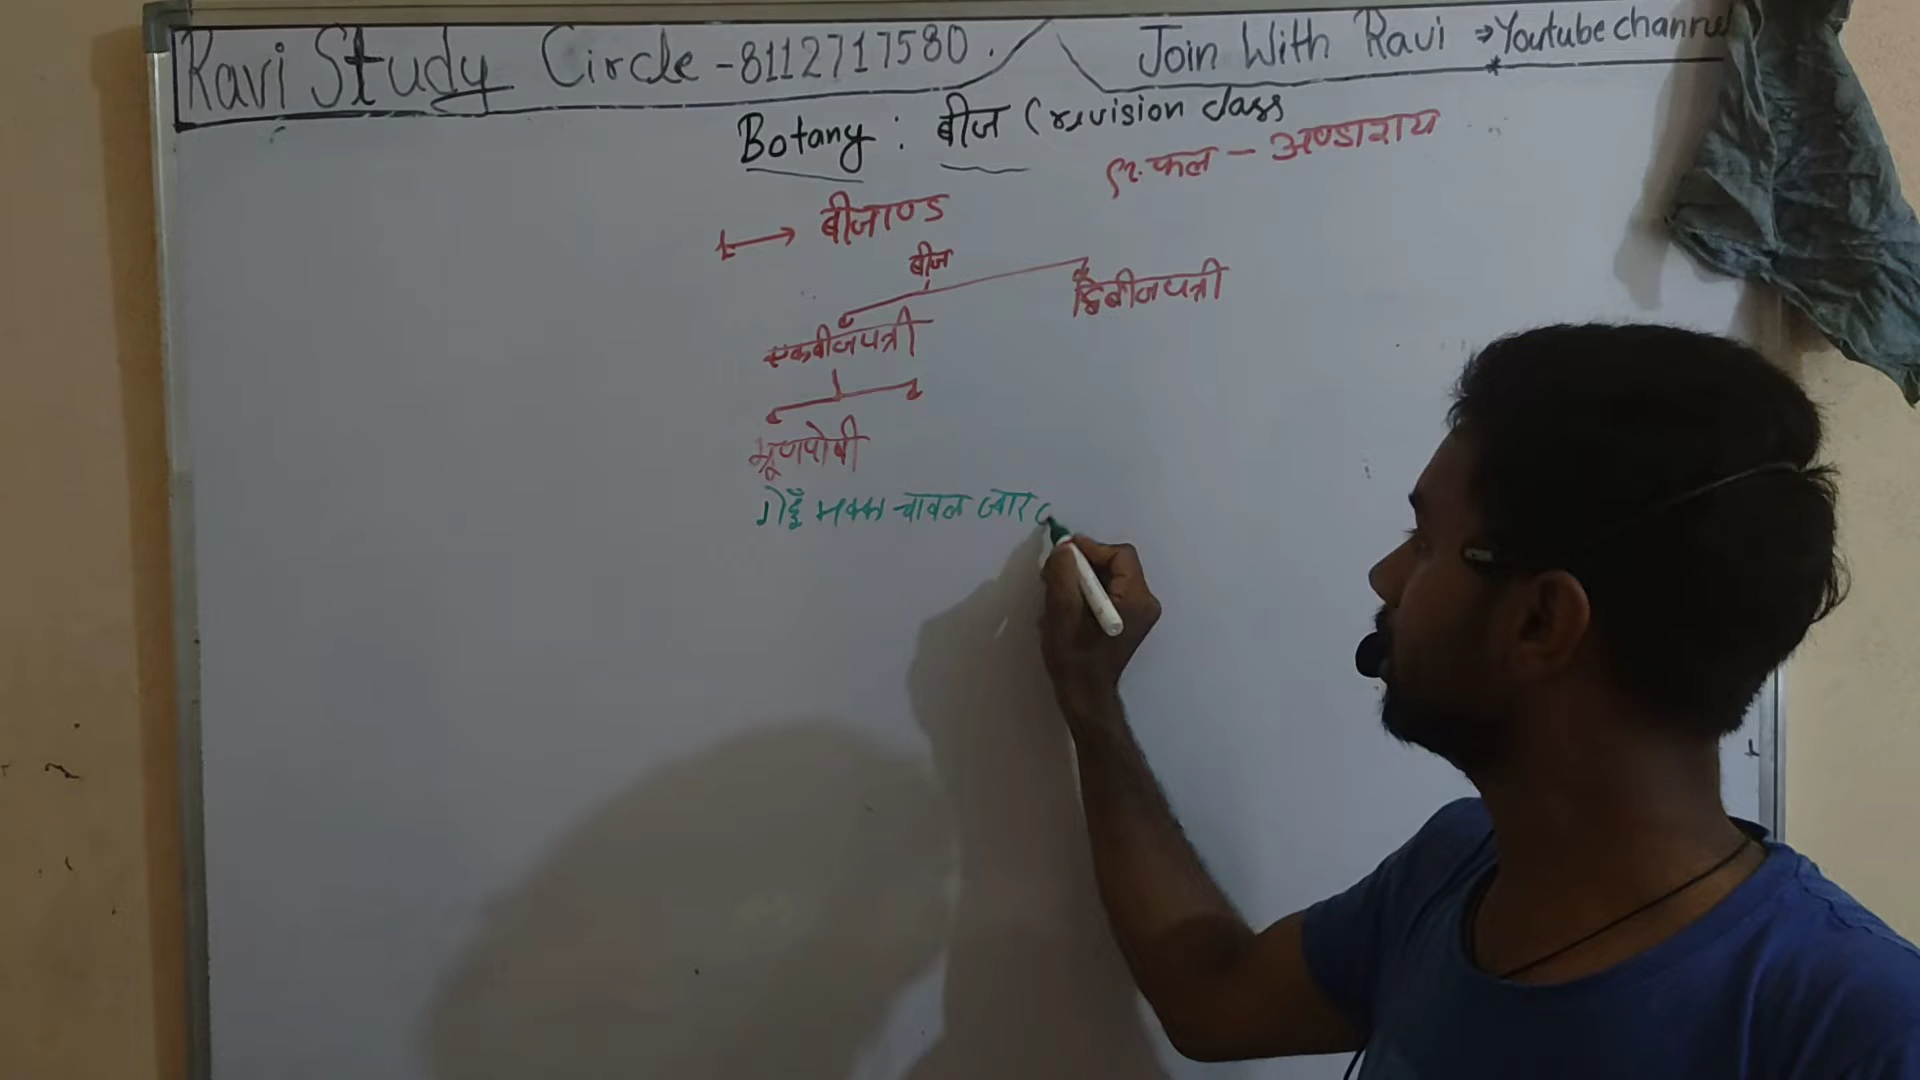 Ravi Study Circle - 8112717580. Join With Ravi → Youtube channel
Botany : बीज (revision class
फल - अण्डाशय
→ बीजाण्ड
बीज
एकबीजपत्री द्विबीजपत्री
भ्रूणपोषी
गेहूँ मक्का चावल ज्वार